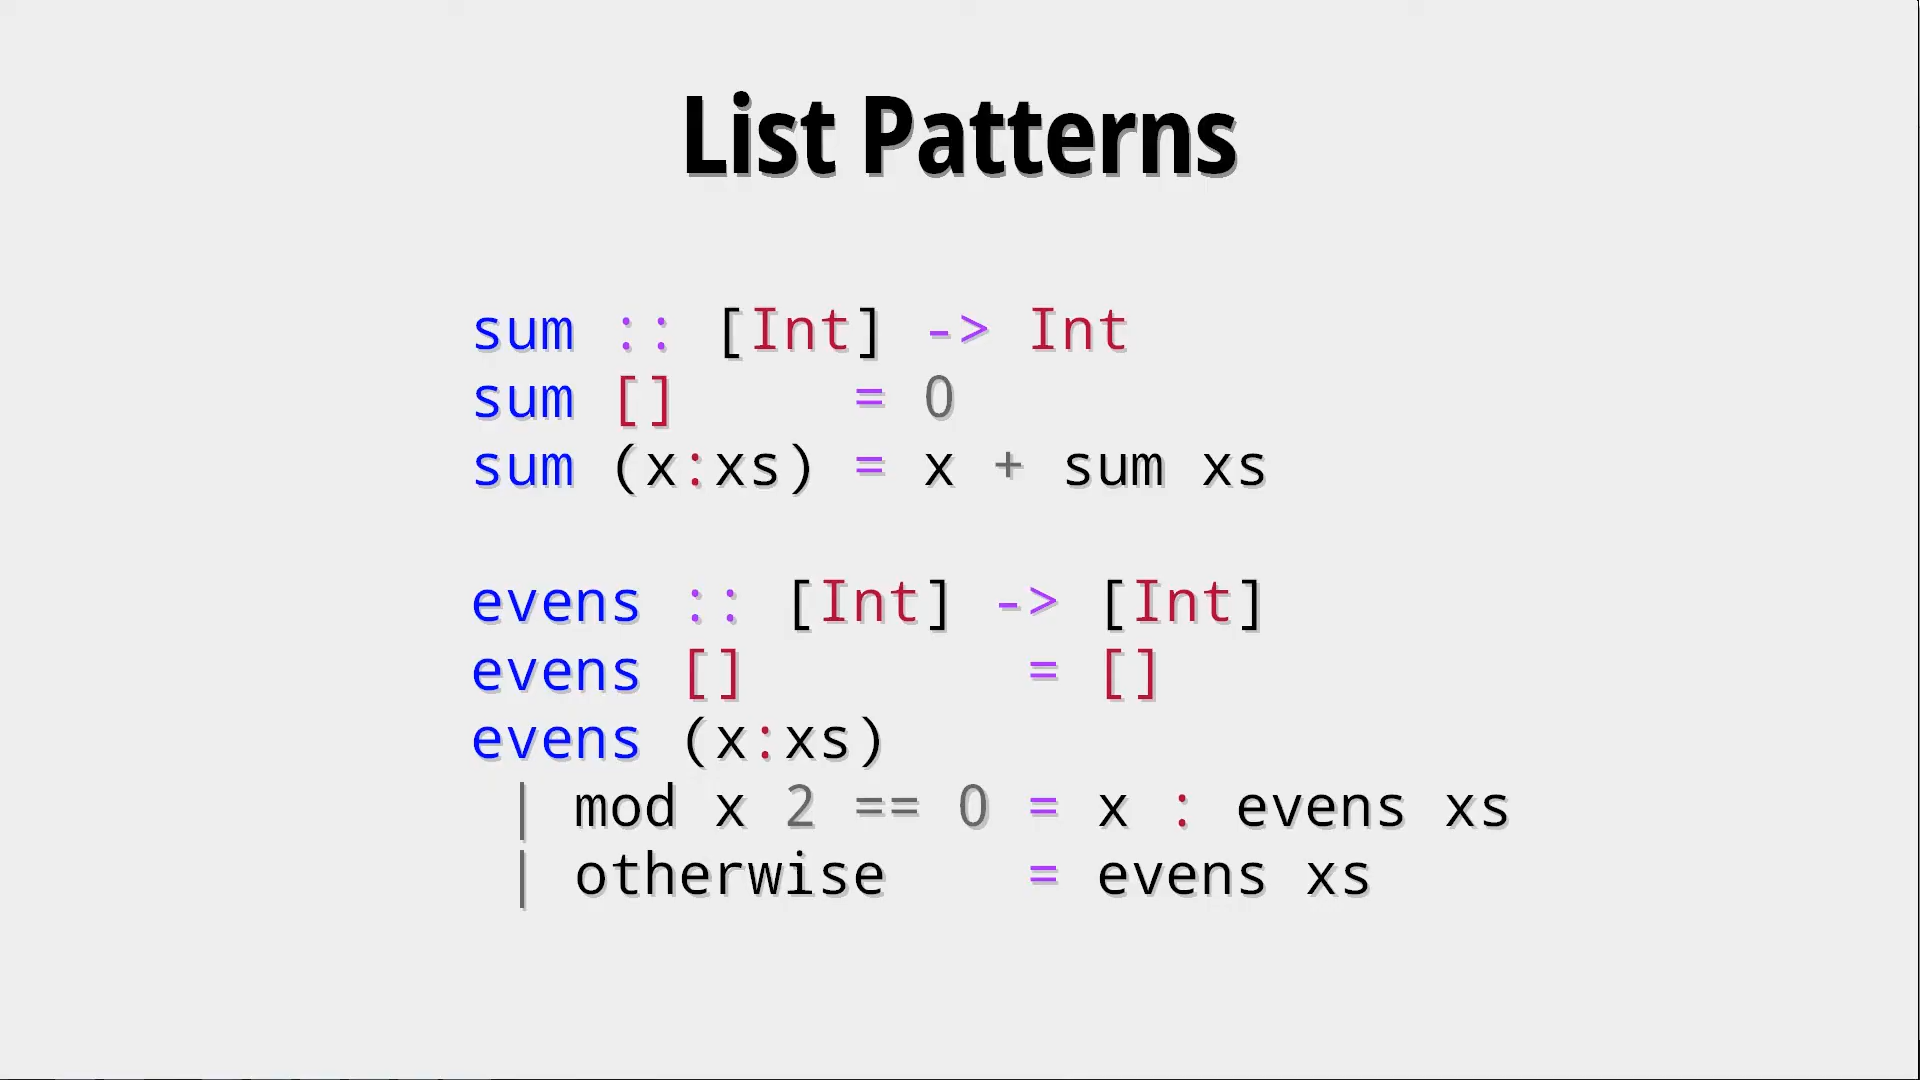 List Patterns
sum :: [Int] -> Int
sum []     = 0
sum (x:xs) = x + sum xs
evens :: [Int] -> [Int]
evens []        = []
evens (x:xs)
 | mod x 2 == 0 = x : evens xs
 | otherwise    = evens xs